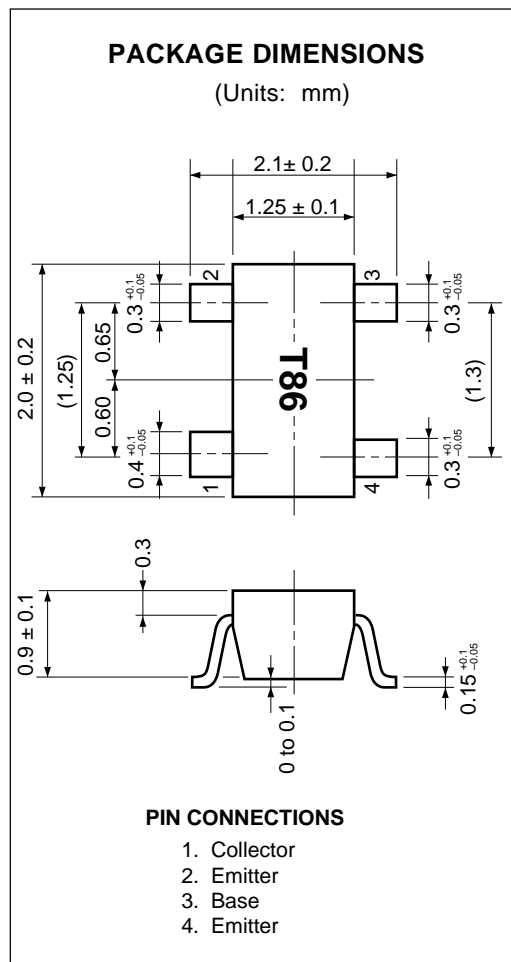 PACKAGE DIMENSIONS
(Units: mm)
2.1± 0.2
1.25 ± 0.1
2
3
0.3 +0.1 −0.05
0.3 +0.1 −0.05
2.0 ± 0.2
(1.25)
0.65
0.60
T86
(1.3)
0.4 +0.1 −0.05
0.3 +0.1 −0.05
1
4
0.3
0.9 ± 0.1
0.15 +0.1 −0.05
0 to 0.1
PIN CONNECTIONS
1. Collector
2. Emitter
3. Base
4. Emitter